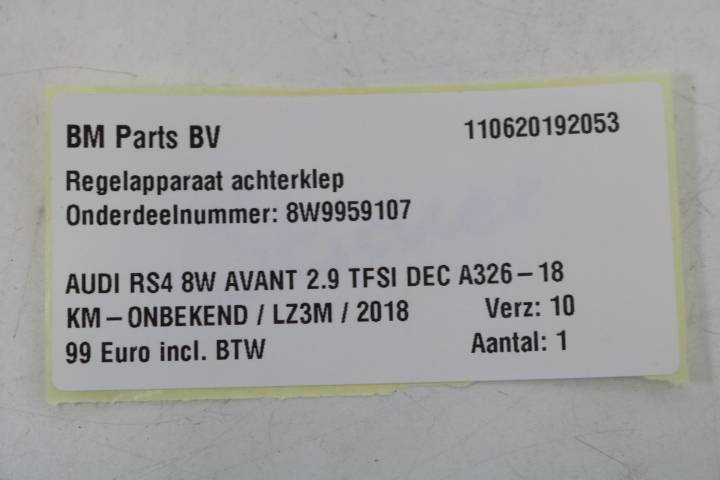 BM Parts BV 110620192053
Regelapparaat achterklep
Onderdeelnummer: 8W9959107
AUDI RS4 8W AVANT 2.9 TFSI DEC A326-18
KM-ONBEKEND / LZ3M / 2018 Verz: 10
99 Euro incl. BTW Aantal: 1